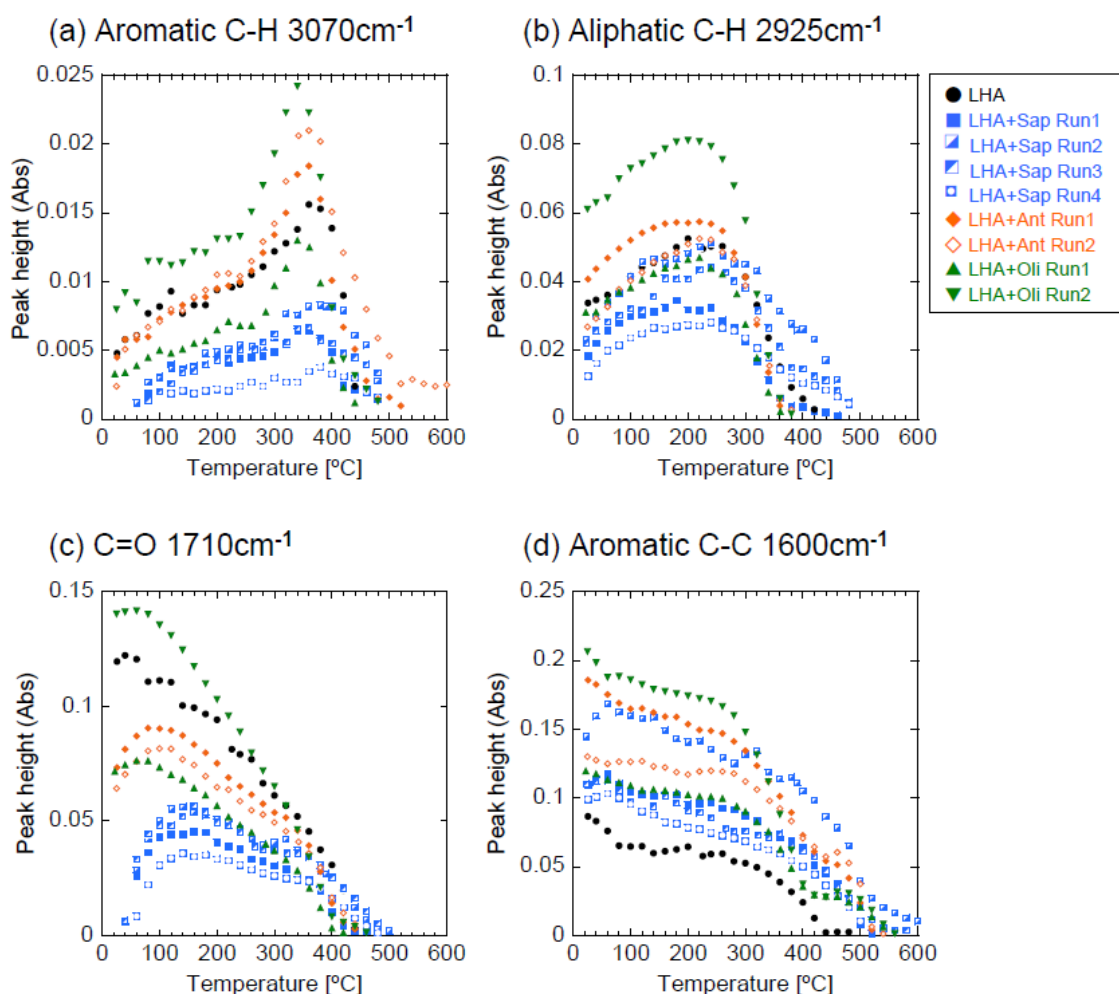 (a) Aromatic C-H 3070cm⁻¹
0.025
0.02
0.015
0.01
0.005
0
Peak height (Abs)
0 100 200 300 400 500 600
Temperature [ºC]
(b) Aliphatic C-H 2925cm⁻¹
0.1
0.08
0.06
0.04
0.02
0
Peak height (Abs)
0 100 200 300 400 500 600
Temperature [ºC]
LHA
LHA+Sap Run1
LHA+Sap Run2
LHA+Sap Run3
LHA+Sap Run4
LHA+Ant Run1
LHA+Ant Run2
LHA+Oli Run1
LHA+Oli Run2
(c) C=O 1710cm⁻¹
0.15
0.1
0.05
0
Peak height (Abs)
0 100 200 300 400 500 600
Temperature [ºC]
(d) Aromatic C-C 1600cm⁻¹
0.25
0.2
0.15
0.1
0.05
0
Peak height (Abs)
0 100 200 300 400 500 600
Temperature [ºC]